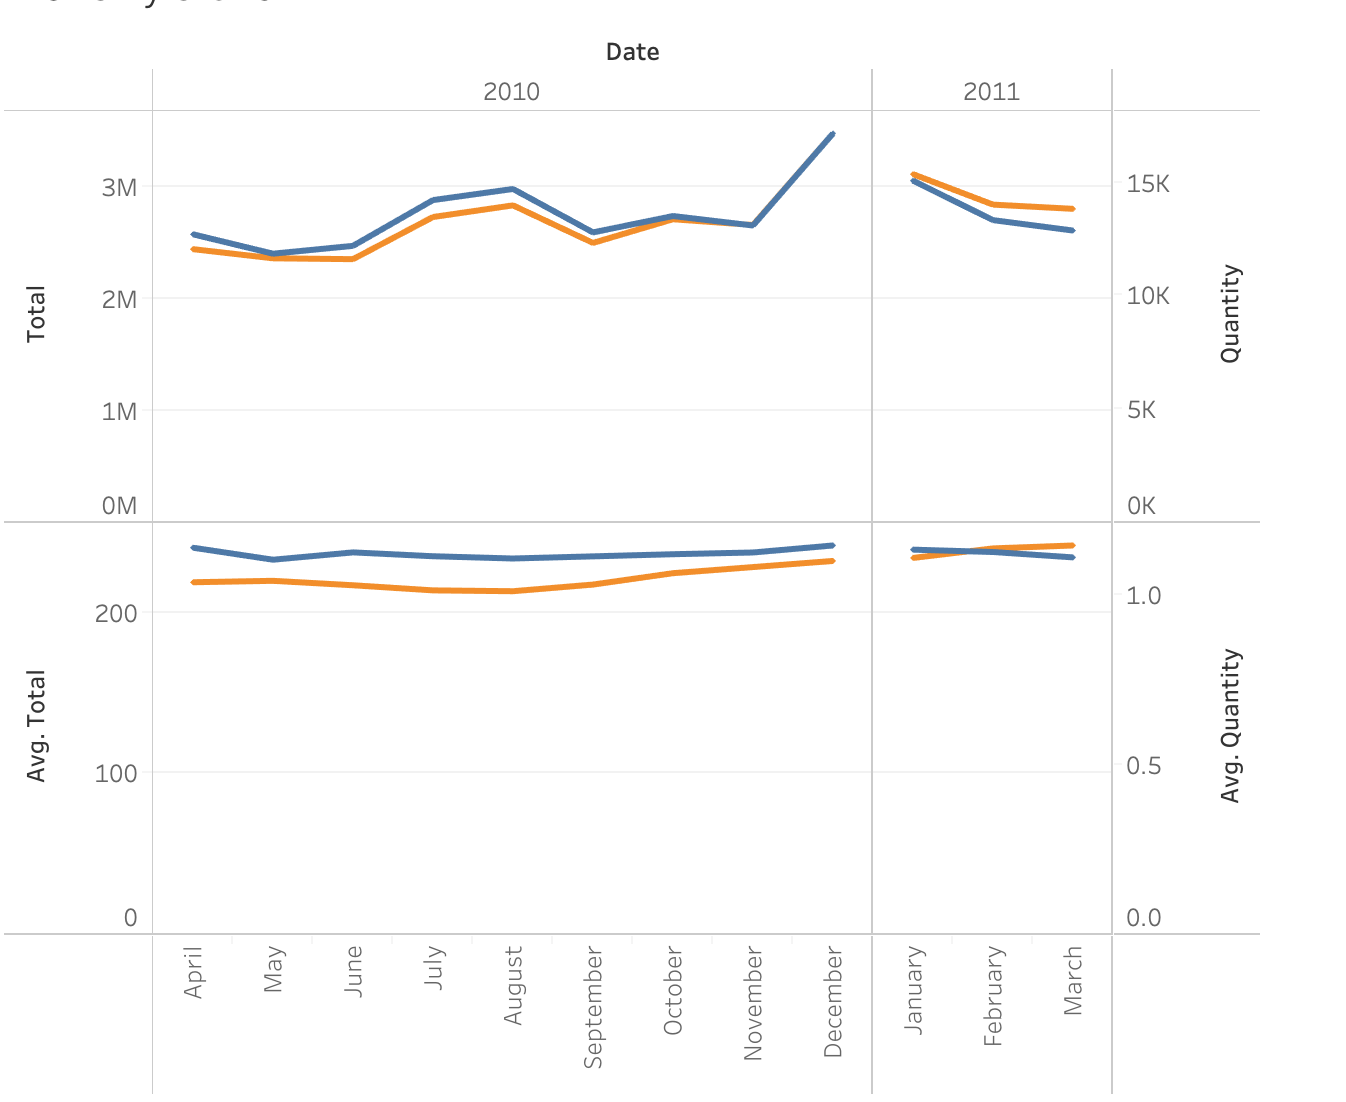 Date
2010
2011
Total
3M
2M
1M
0M
15K
10K
5K
0K
Quantity
Avg. Total
200
100
0
1.0
0.5
0.0
Avg. Quantity
April
May
June
July
August
September
October
November
December
January
February
March